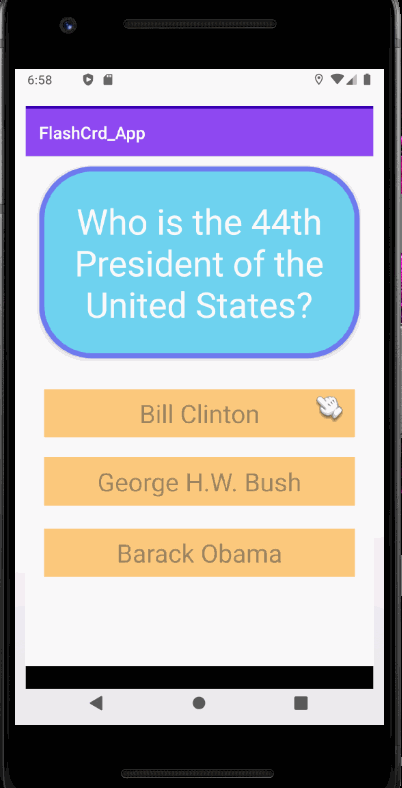 6:58
FlashCrd_App
Who is the 44th
President of the
United States?
Bill Clinton
George H.W. Bush
Barack Obama